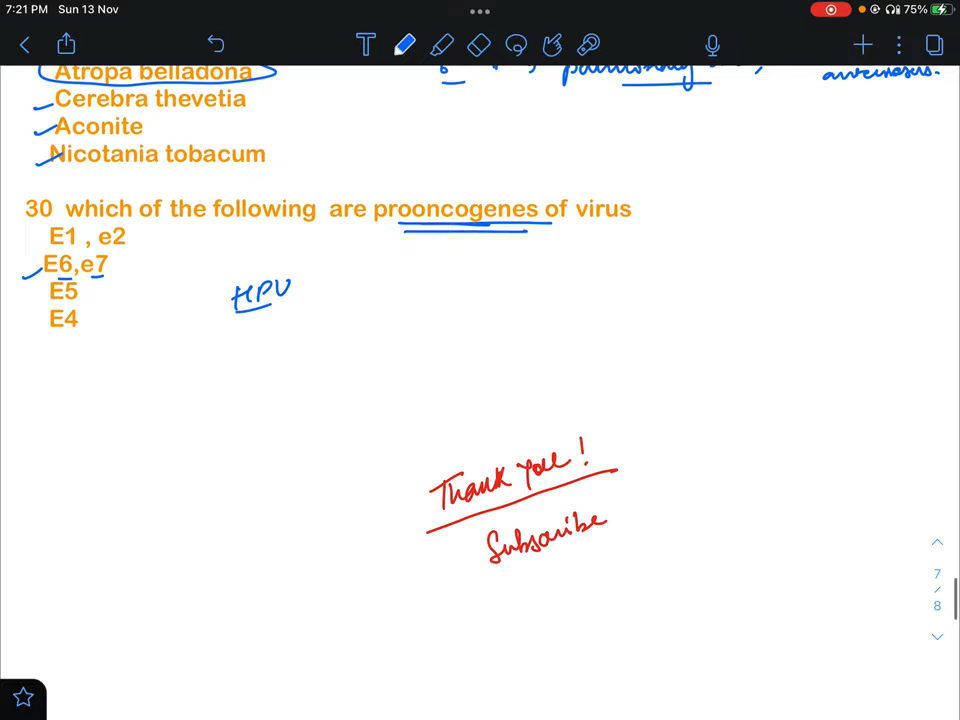 7:21 PM Sun 13 Nov
75%
Atropa belladona
Cerebra thevetia
Aconite
Nicotania tobacum
30 which of the following are prooncogenes of virus
E1 , e2
E6,e7
E5
HPV
E4
Thank you!
Subscribe
7
/
8